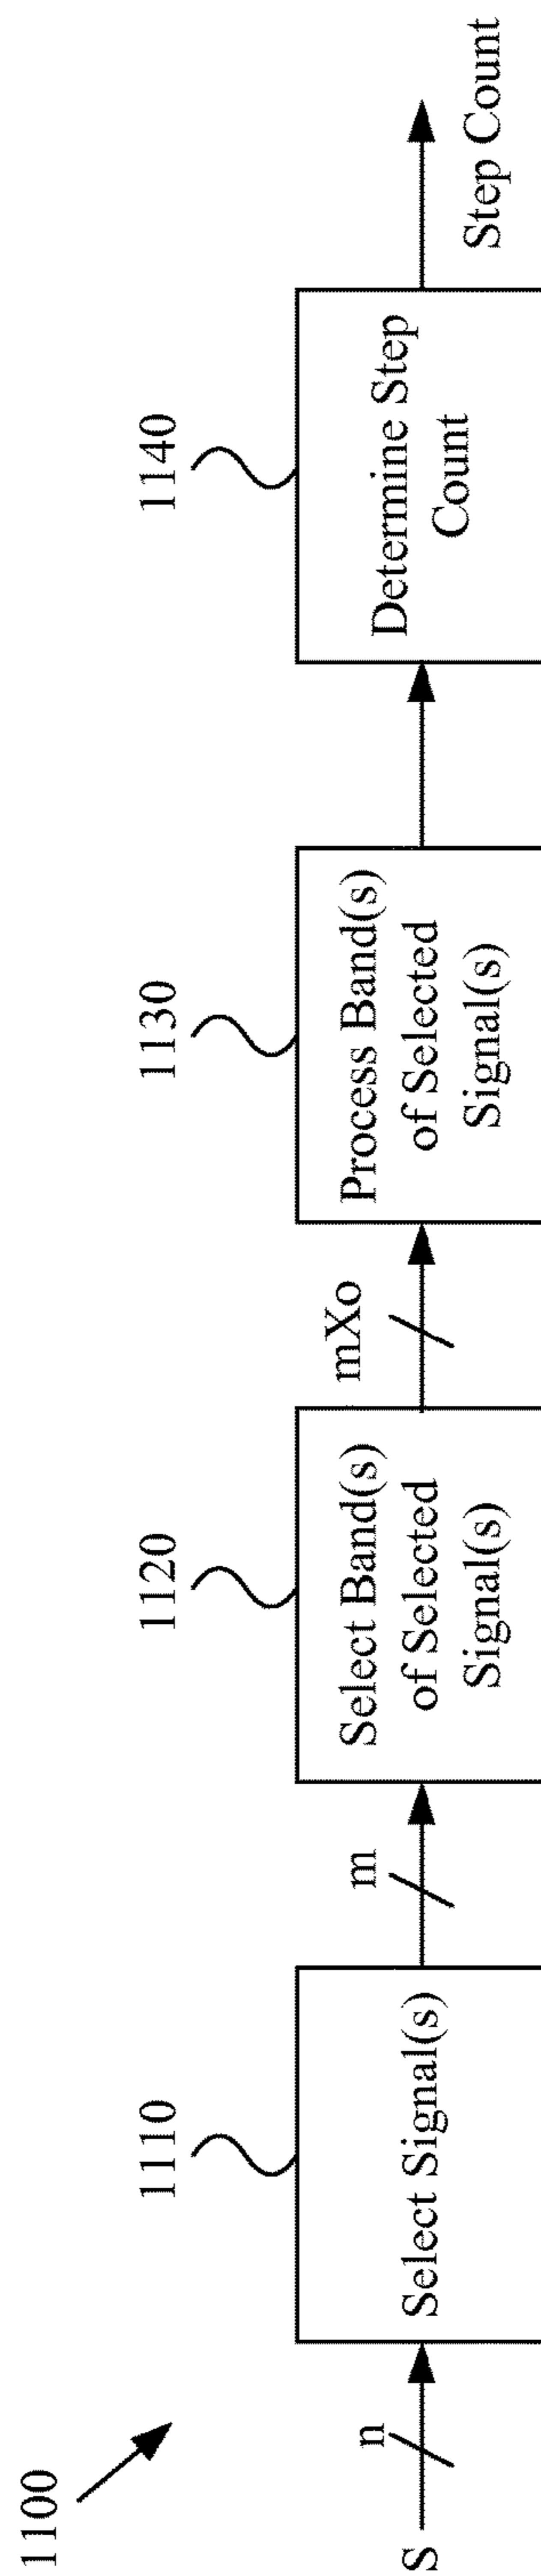 1100
S
n
1110
Select Signal(s)
m
1120
Select Band(s)
of Selected
Signal(s)
mXo
1130
Process Band(s)
of Selected
Signal(s)
1140
Determine Step
Count
Step Count